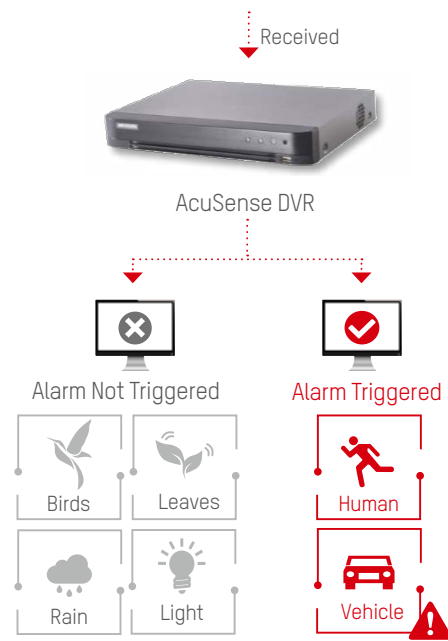 Received
AcuSense DVR
Alarm Not Triggered
Alarm Triggered
Birds
Leaves
Human
Rain
Light
Vehicle